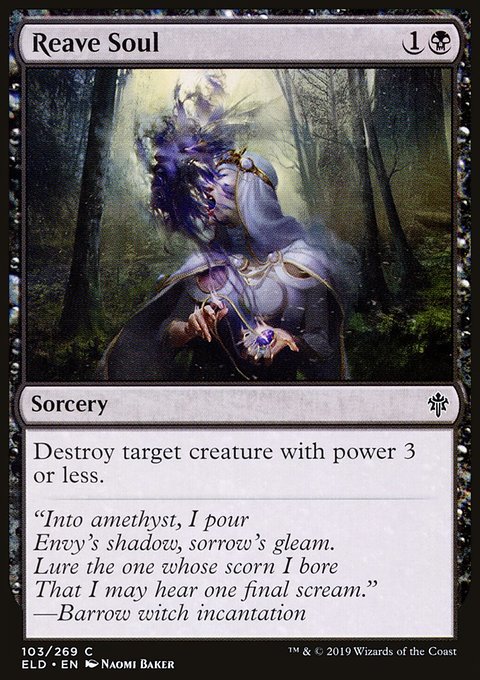 Reave Soul
1
Sorcery
Destroy target creature with power 3
or less.
“Into amethyst, I pour
Envy’s shadow, sorrow’s gleam.
Lure the one whose scorn I bore
That I may hear one final scream.”
—Barrow witch incantation
103/269 C
ELD • EN Naomi Baker
™ & © 2019 Wizards of the Coast